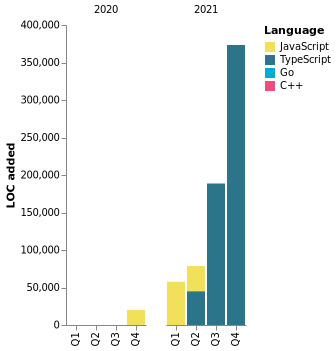 2020 2021
Language
JavaScript
TypeScript
Go
C++
LOC added
400,000
350,000
300,000
250,000
200,000
150,000
100,000
50,000
0
Q1 Q2 Q3 Q4 Q1 Q2 Q3 Q4